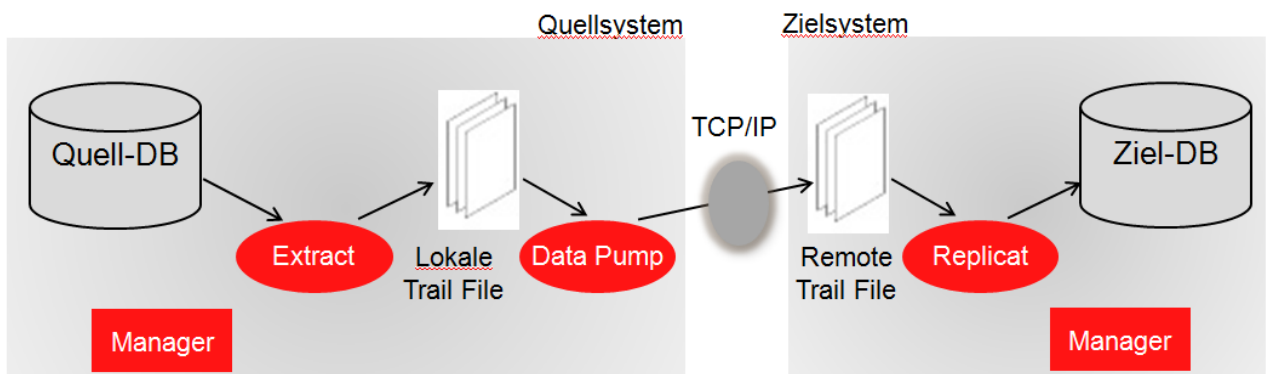 Quellsystem
Zielsystem
Quell-DB
TCP/IP
Ziel-DB
Extract
Lokale
Trail File
Data Pump
Remote
Trail File
Replicat
Manager
Manager